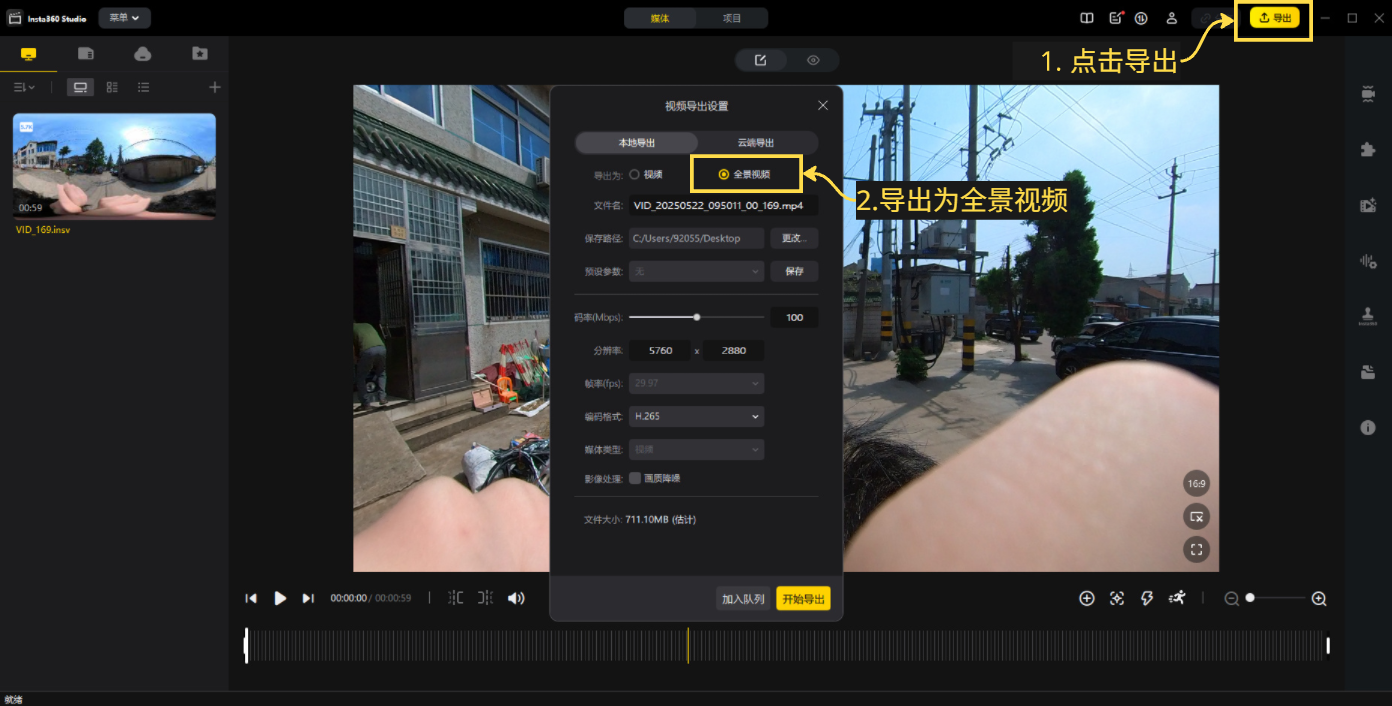 Insta360 Studio
菜单
媒体
项目
导出
1. 点击导出
5.7K
00:59
VID_169.insv
视频导出设置
本地导出
云端导出
导出为:
视频
全景视频
2.导出为全景视频
文件名:
VID_20250522_095011_00_169.mp4
保存路径:
C:/Users/92055/Desktop
更改...
预设参数:
无
保存
码率(Mbps):
100
分辨率:
5760 x 2880
帧率(fps):
29.97
编码格式:
H.265
媒体类型:
视频
影像处理:
画质降噪
文件大小: 711.10MB (估计)
加入队列
开始导出
16:9
00:00:00 / 00:00:59
就绪